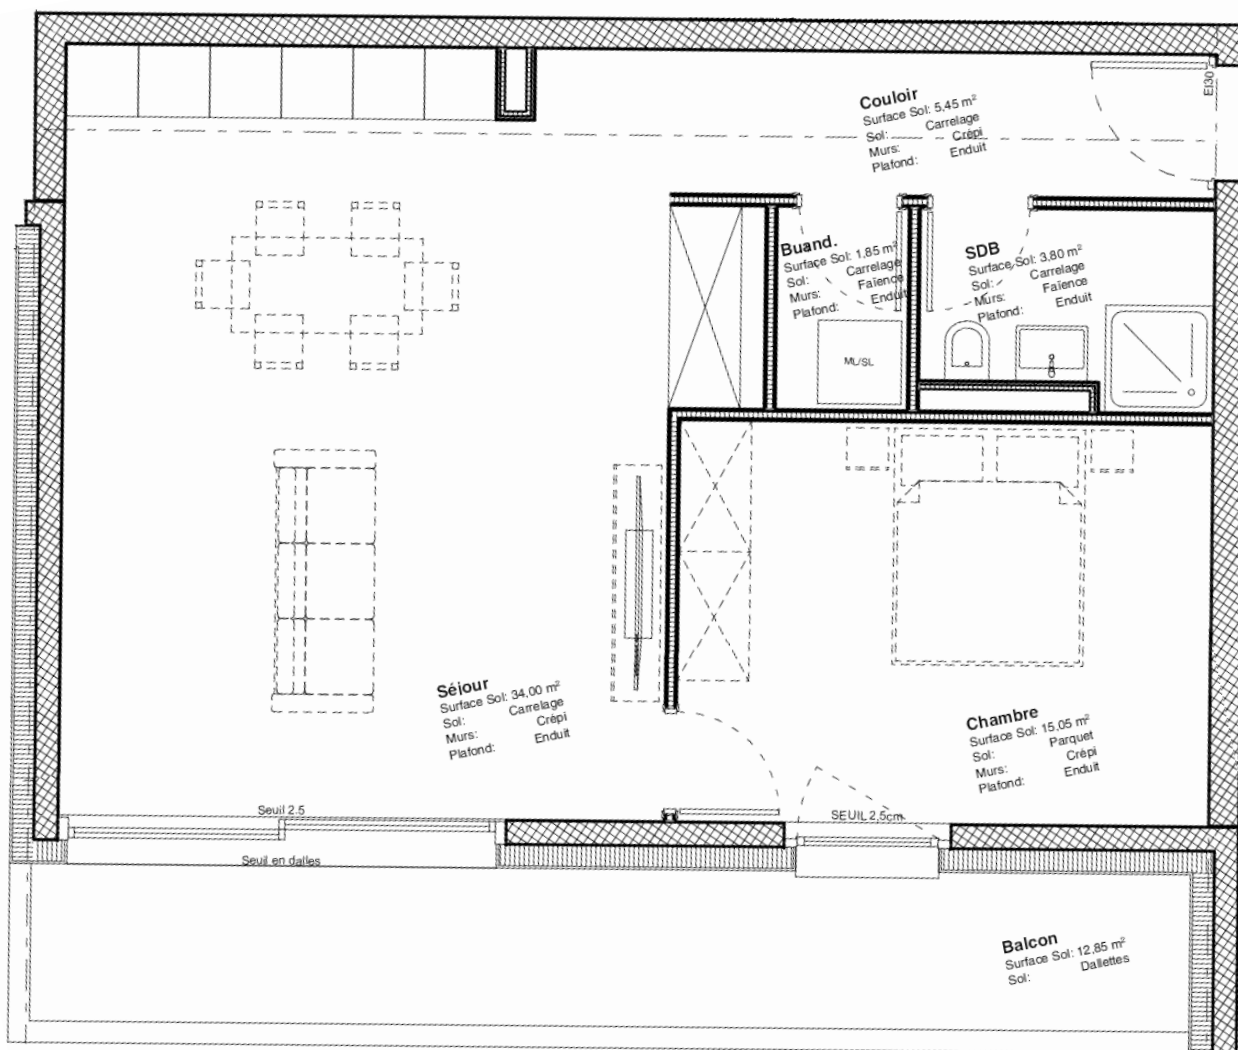 EI30
Couloir
Surface Sol: 5,45 m²
Sol: Carrelage
Murs: Crépi
Plafond: Enduit
Buand.
Surface Sol: 1,85 m²
Sol: Carrelage
Murs: Faïence
Plafond: Enduit
SDB
Surface Sol: 3,80 m²
Sol: Carrelage
Murs: Faïence
Plafond: Enduit
ML/SL
Séjour
Surface Sol: 34,00 m²
Sol: Carrelage
Murs: Crépi
Plafond: Enduit
Chambre
Surface Sol: 15,05 m²
Sol: Parquet
Murs: Crépi
Plafond: Enduit
Seuil 2.5
SEUIL 2,5cm
Seuil en dalles
Balcon
Surface Sol: 12,85 m²
Sol: Dallettes